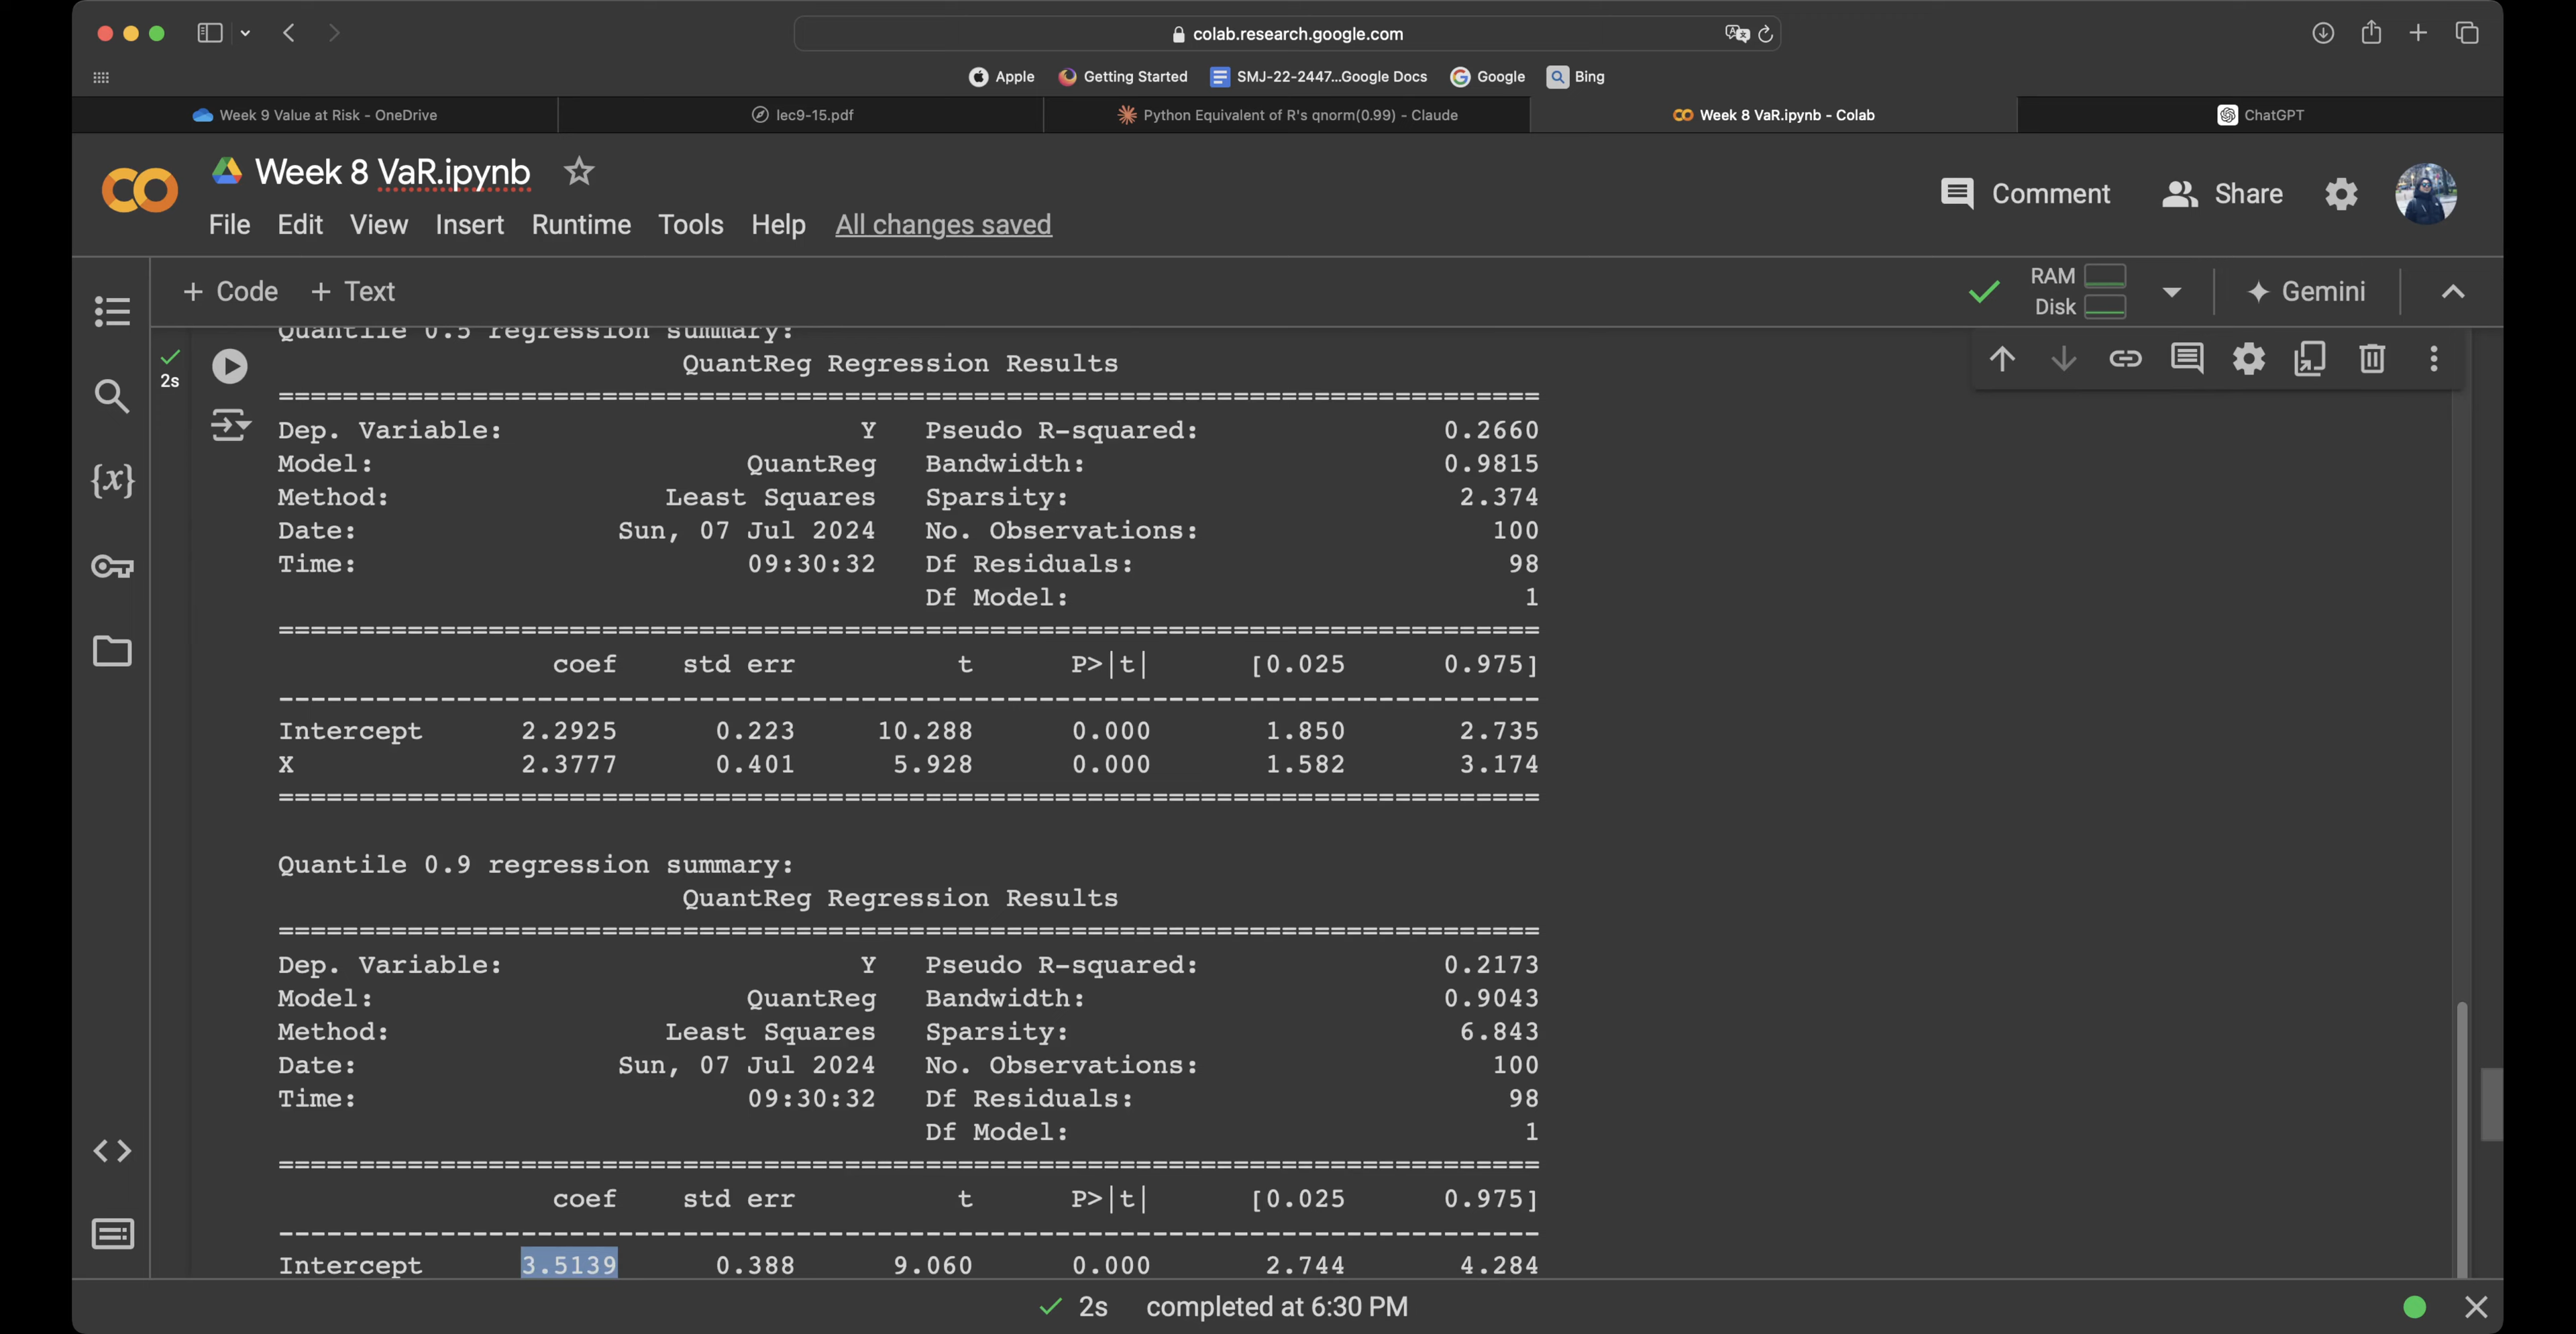 colab.research.google.com
Apple Getting Started SMJ-22-2447...Google Docs Google Bing
Week 9 Value at Risk - OneDrive lec9-15.pdf Python Equivalent of R's qnorm(0.99) - Claude Week 8 VaR.ipynb - Colab ChatGPT
Week 8 VaR.ipynb
Comment Share
File Edit View Insert Runtime Tools Help All changes saved
+ Code + Text RAM Disk Gemini
2s
Quantile 0.5 regression summary:
QuantReg Regression Results
==============================================================================
Dep. Variable: Y Pseudo R-squared: 0.2660
Model: QuantReg Bandwidth: 0.9815
Method: Least Squares Sparsity: 2.374
Date: Sun, 07 Jul 2024 No. Observations: 100
Time: 09:30:32 Df Residuals: 98
Df Model: 1
==============================================================================
coef std err t P>|t| [0.025 0.975]
------------------------------------------------------------------------------
Intercept 2.2925 0.223 10.288 0.000 1.850 2.735
X 2.3777 0.401 5.928 0.000 1.582 3.174
==============================================================================
Quantile 0.9 regression summary:
QuantReg Regression Results
==============================================================================
Dep. Variable: Y Pseudo R-squared: 0.2173
Model: QuantReg Bandwidth: 0.9043
Method: Least Squares Sparsity: 6.843
Date: Sun, 07 Jul 2024 No. Observations: 100
Time: 09:30:32 Df Residuals: 98
Df Model: 1
==============================================================================
coef std err t P>|t| [0.025 0.975]
------------------------------------------------------------------------------
Intercept 3.5139 0.388 9.060 0.000 2.744 4.284
2s completed at 6:30 PM